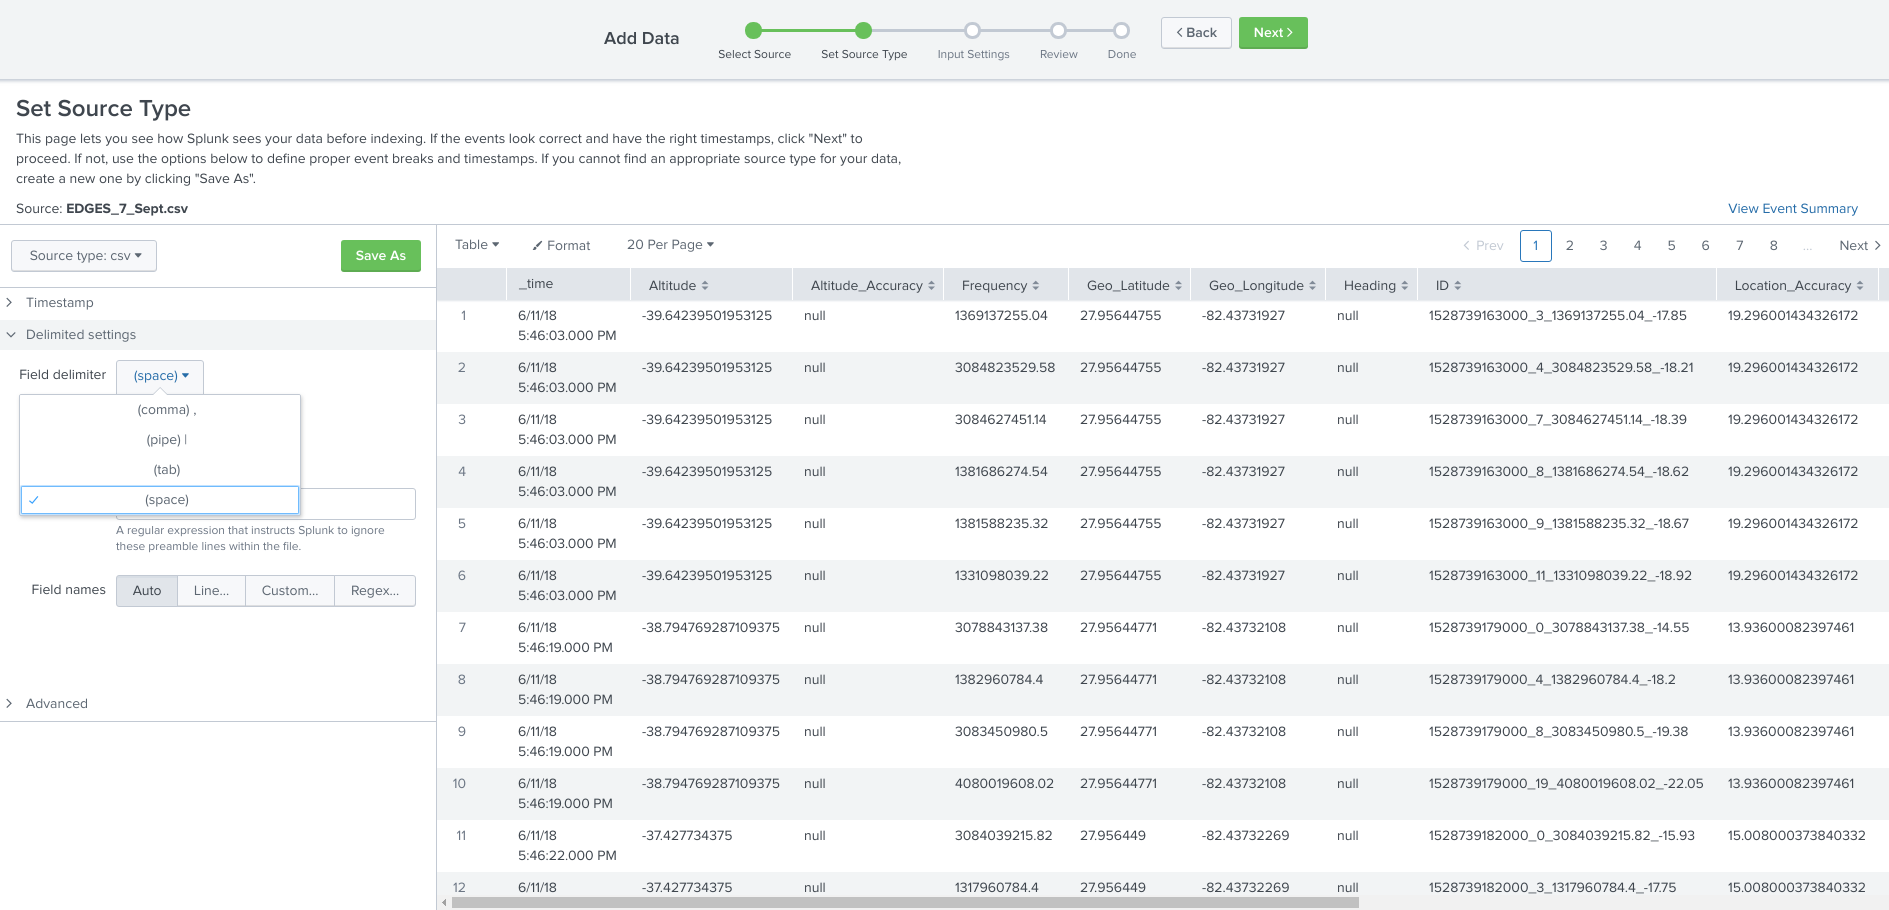 Add Data
Select Source
Set Source Type
Input Settings
Review
Done
Back
Next
Set Source Type
This page lets you see how Splunk sees your data before indexing. If the events look correct and have the right timestamps, click "Next" to
proceed. If not, use the options below to define proper event breaks and timestamps. If you cannot find an appropriate source type for your data,
create a new one by clicking "Save As".
Source: EDGES_7_Sept.csv
View Event Summary
Source type: csv
Save As
Timestamp
Delimited settings
Field delimiter (space)
(comma) ,
(pipe) |
(tab)
(space)
A regular expression that instructs Splunk to ignore
these preamble lines within the file.
Field names Auto Line... Custom... Regex...
Advanced
Table Format 20 Per Page
Prev 1 2 3 4 5 6 7 8 ... Next
_time Altitude Altitude_Accuracy Frequency Geo_Latitude Geo_Longitude Heading ID Location_Accuracy
1 6/11/18 -39.64239501953125 null 1369137255.04 27.95644755 -82.43731927 null 1528739163000_3_1369137255.04_-17.85 19.296001434326172
5:46:03.000 PM
2 6/11/18 -39.64239501953125 null 3084823529.58 27.95644755 -82.43731927 null 1528739163000_4_3084823529.58_-18.21 19.296001434326172
5:46:03.000 PM
3 6/11/18 -39.64239501953125 null 3084627451.14 27.95644755 -82.43731927 null 1528739163000_7_3084627451.14_-18.39 19.296001434326172
5:46:03.000 PM
4 6/11/18 -39.64239501953125 null 1381686274.54 27.95644755 -82.43731927 null 1528739163000_8_1381686274.54_-18.62 19.296001434326172
5:46:03.000 PM
5 6/11/18 -39.64239501953125 null 1381588235.32 27.95644755 -82.43731927 null 1528739163000_9_1381588235.32_-18.67 19.296001434326172
5:46:03.000 PM
6 6/11/18 -39.64239501953125 null 1331098039.22 27.95644755 -82.43731927 null 1528739163000_11_1331098039.22_-18.92 19.296001434326172
5:46:03.000 PM
7 6/11/18 -38.794769287109375 null 3078843137.38 27.95644771 -82.43732108 null 1528739179000_0_3078843137.38_-14.55 13.93600082397461
5:46:19.000 PM
8 6/11/18 -38.794769287109375 null 1382960784.4 27.95644771 -82.43732108 null 1528739179000_4_1382960784.4_-18.2 13.93600082397461
5:46:19.000 PM
9 6/11/18 -38.794769287109375 null 3083450980.5 27.95644771 -82.43732108 null 1528739179000_8_3083450980.5_-19.38 13.93600082397461
5:46:19.000 PM
10 6/11/18 -38.794769287109375 null 4080019608.02 27.95644771 -82.43732108 null 1528739179000_19_4080019608.02_-22.05 13.93600082397461
5:46:19.000 PM
11 6/11/18 -37.427734375 null 3084039215.82 27.956449 -82.43732269 null 1528739182000_0_3084039215.82_-15.93 15.008000373840332
5:46:22.000 PM
12 6/11/18 -37.427734375 null 1317960784.4 27.956449 -82.43732269 null 1528739182000_3_1317960784.4_-17.75 15.008000373840332